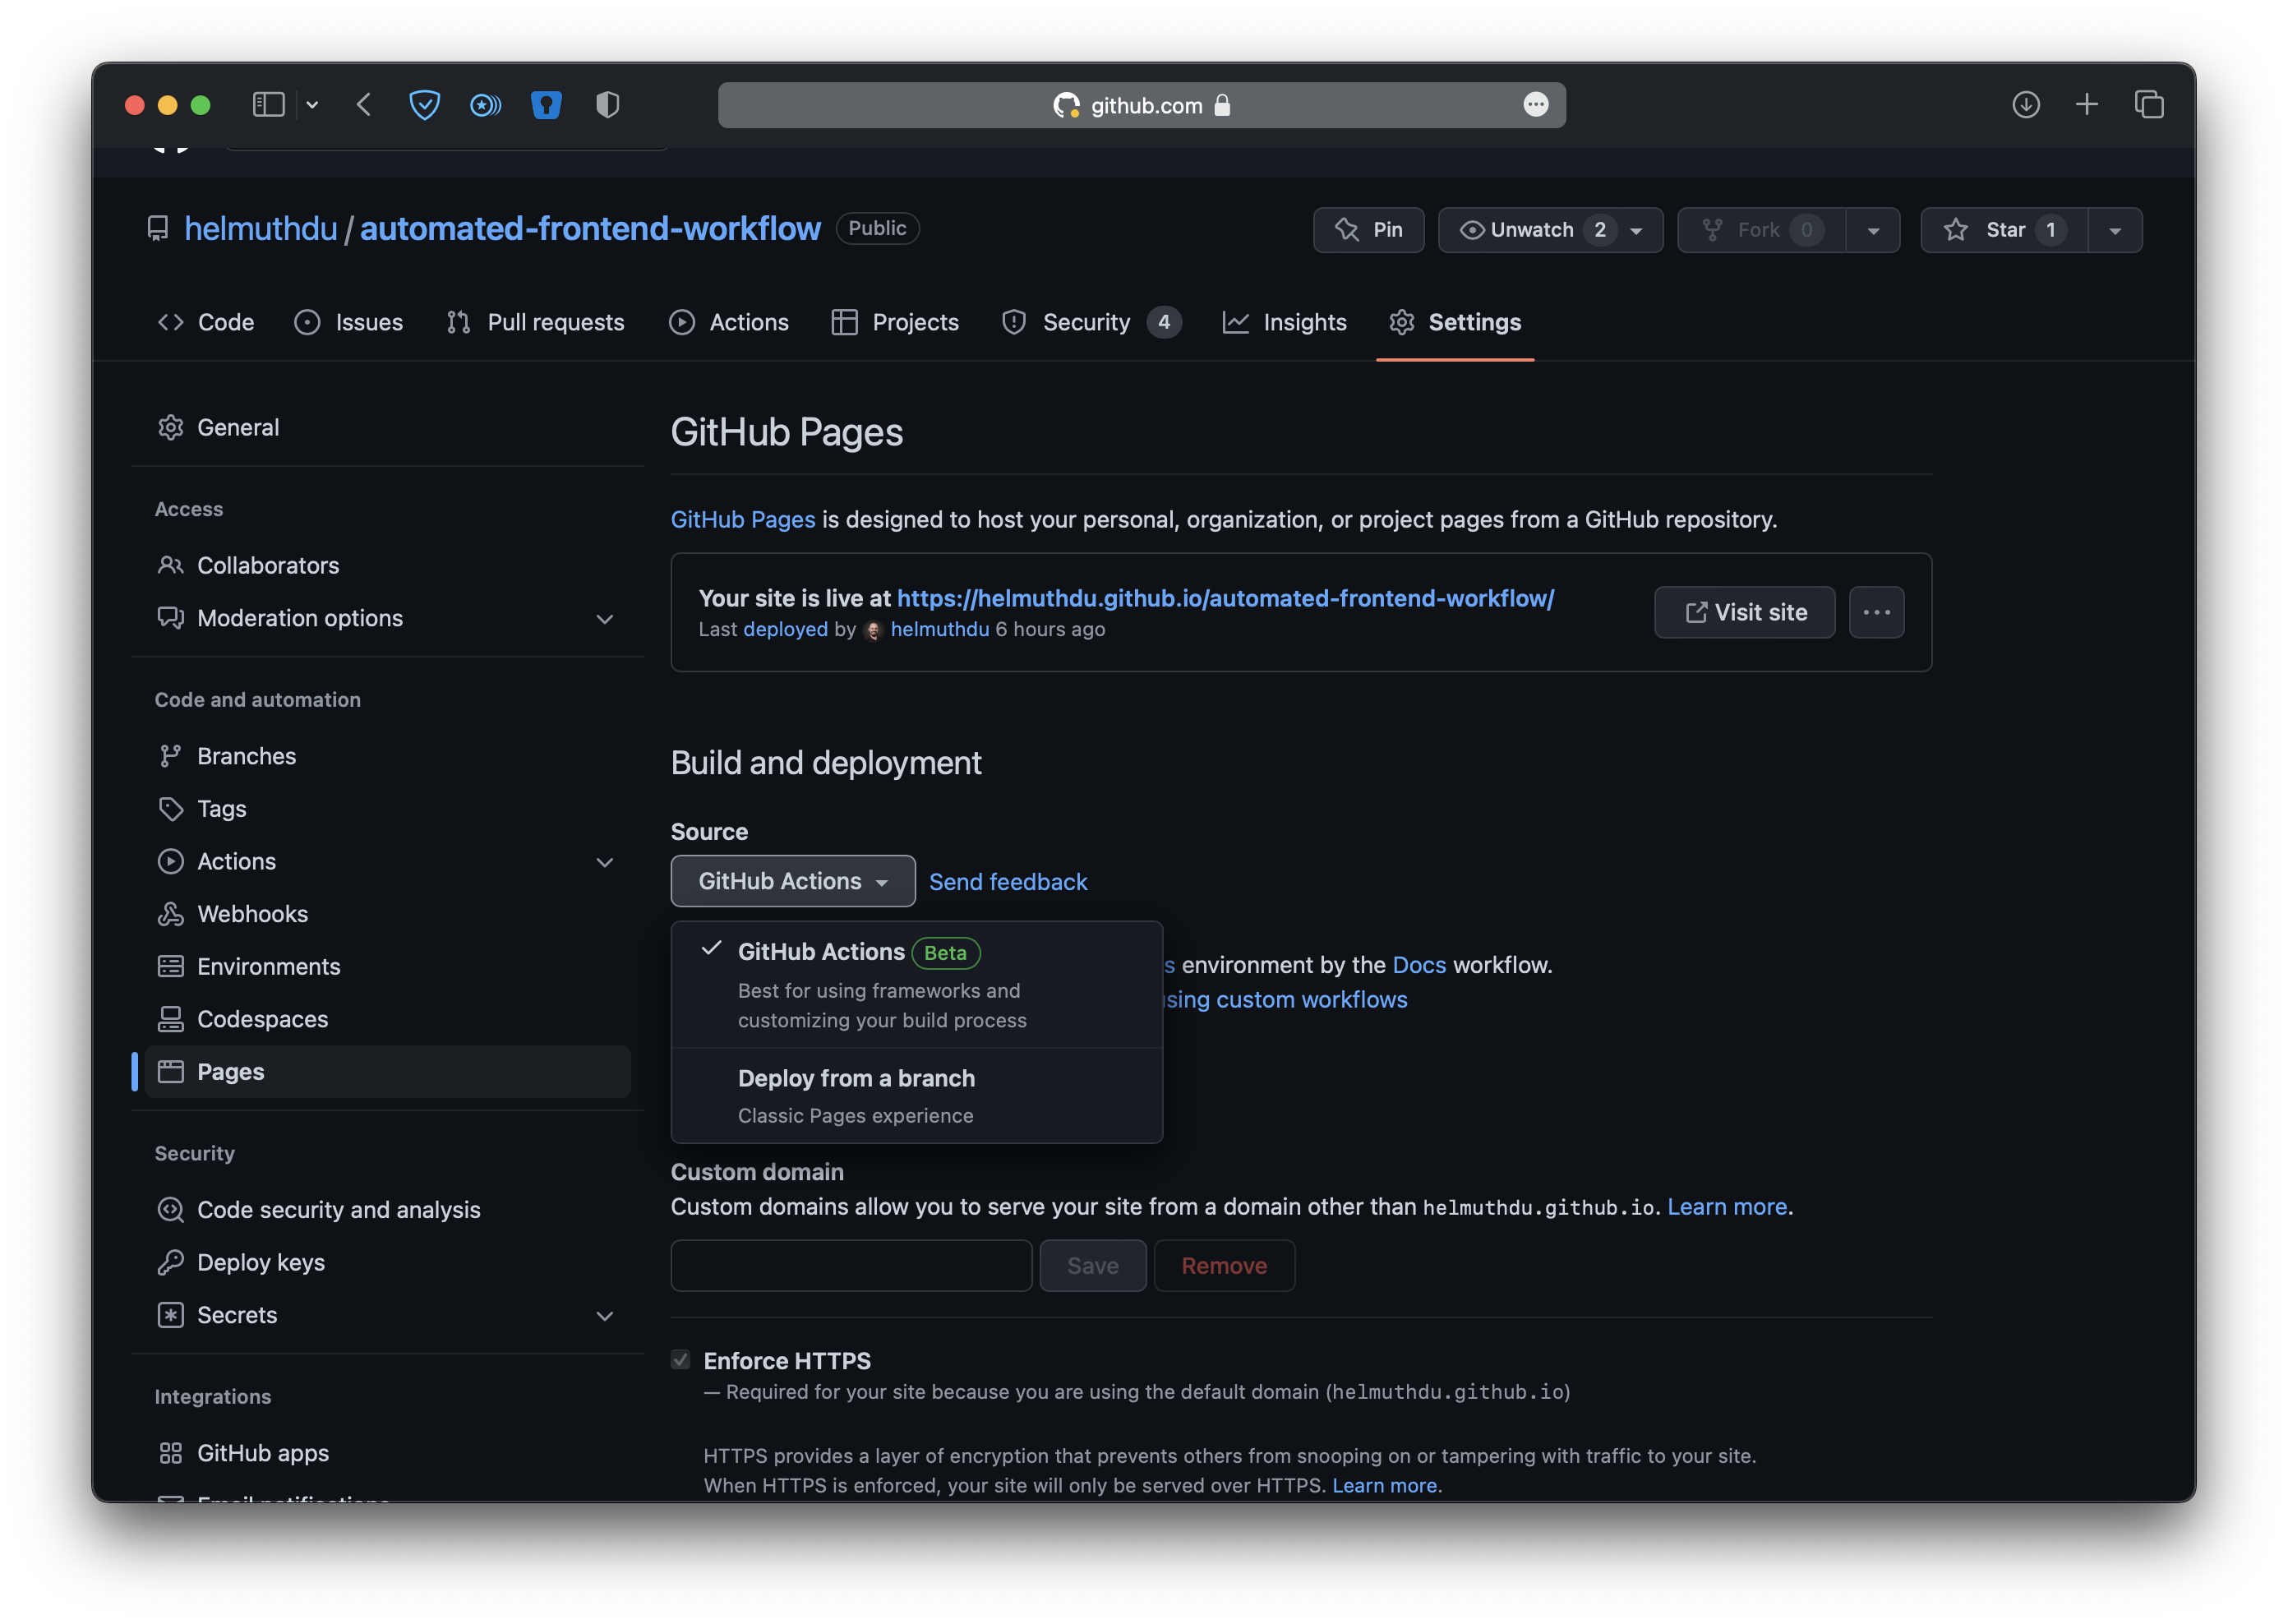 github.com
helmuthdu / automated-frontend-workflow Public
Pin
Unwatch 2
Fork 0
Star 1
Code
Issues
Pull requests
Actions
Projects
Security 4
Insights
Settings
General
Access
Collaborators
Moderation options
Code and automation
Branches
Tags
Actions
Webhooks
Environments
Codespaces
Pages
Security
Code security and analysis
Deploy keys
Secrets
Integrations
GitHub apps
Email notifications
GitHub Pages
GitHub Pages is designed to host your personal, organization, or project pages from a GitHub repository.
Your site is live at https://helmuthdu.github.io/automated-frontend-workflow/
Last deployed by helmuthdu 6 hours ago
Visit site
Build and deployment
Source
GitHub Actions
Send feedback
GitHub Actions Beta
Best for using frameworks and
customizing your build process
Deploy from a branch
Classic Pages experience
s environment by the Docs workflow.
sing custom workflows
Custom domain
Custom domains allow you to serve your site from a domain other than helmuthdu.github.io. Learn more.
Save
Remove
Enforce HTTPS
— Required for your site because you are using the default domain (helmuthdu.github.io)
HTTPS provides a layer of encryption that prevents others from snooping on or tampering with traffic to your site.
When HTTPS is enforced, your site will only be served over HTTPS. Learn more.